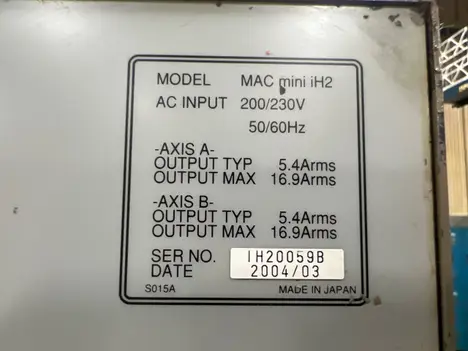 MODEL MAC mini iH2
AC INPUT 200/230V
50/60Hz
-AXIS A-
OUTPUT TYP 5.4Arms
OUTPUT MAX 16.9Arms
-AXIS B-
OUTPUT TYP 5.4Arms
OUTPUT MAX 16.9Arms
SER NO. IH20059B
DATE 2004/03
S015A MADE IN JAPAN